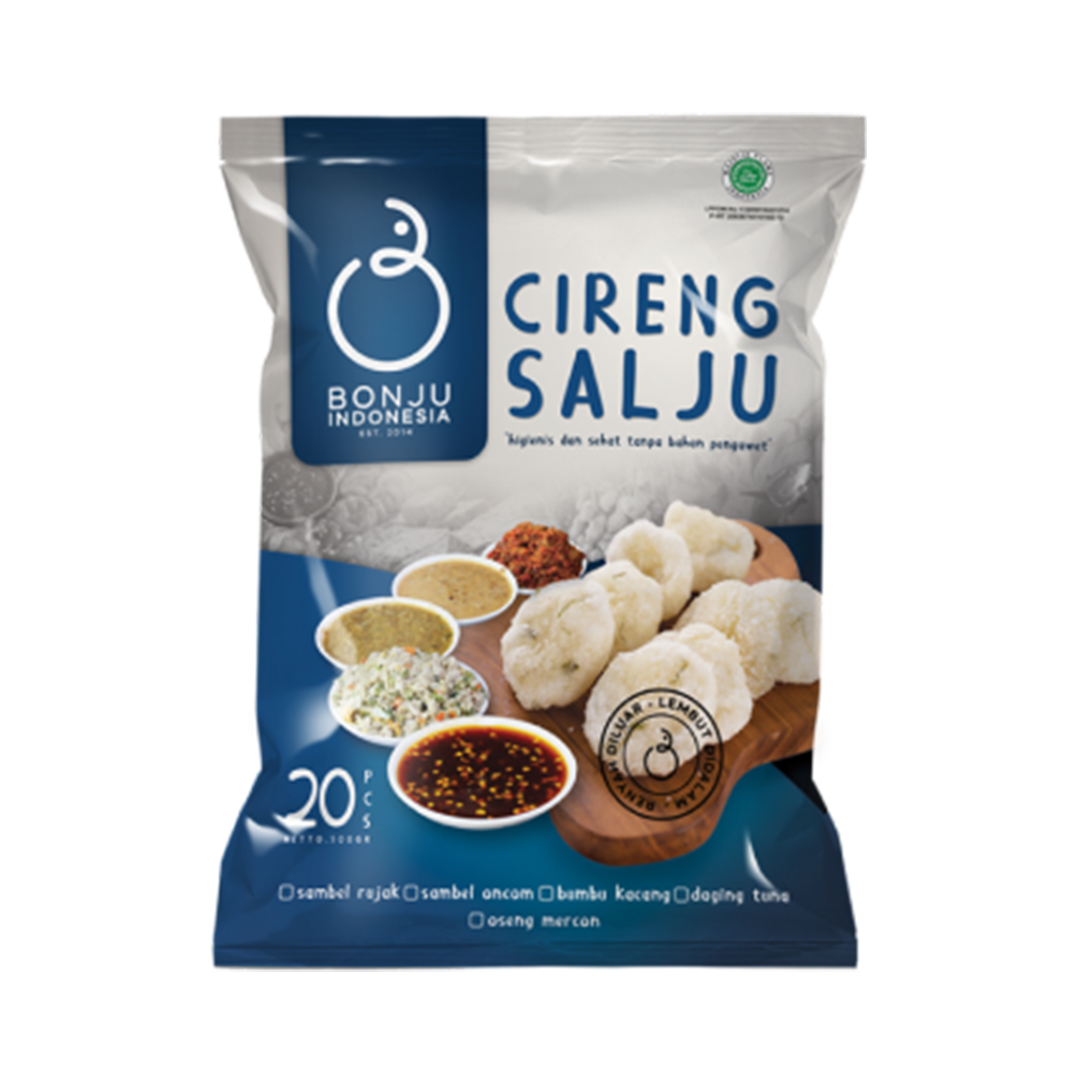 BONJU
INDONESIA
EST. 2014
CIRENG
SALJU
"higienis dan sehat tanpa bahan pengawet"
RENYAH DILUAR - LEMBUT DIDALAM -
20 PCS
sambel rujak sambel oncom bumbu kacang daging tuna
oseng mercon